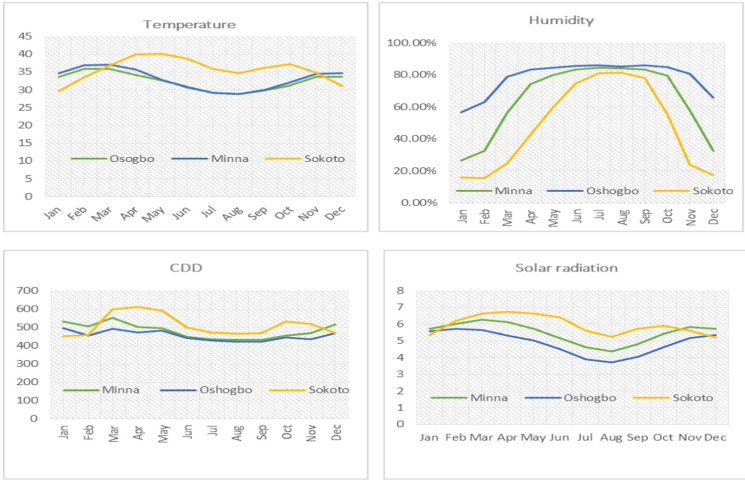 Temperature
45
40
35
30
25
20
15
10
5
0
Osogbo Minna Sokoto
Jan Feb Mar Apr May Jun Jul Aug Sep Oct Nov Dec
Humidity
100.00%
80.00%
60.00%
40.00%
20.00%
0.00%
Minna Oshogbo Sokoto
Jan Feb Mar Apr May Jun Jul Aug Sep Oct Nov Dec
CDD
700
600
500
400
300
200
100
0
Minna Oshogbo Sokoto
Jan Feb Mar Apr May Jun Jul Aug Sep Oct Nov Dec
Solar radiation
8
7
6
5
4
3
2
1
0
Minna Oshogbo Sokoto
Jan Feb Mar Apr May Jun Jul Aug Sep Oct Nov Dec